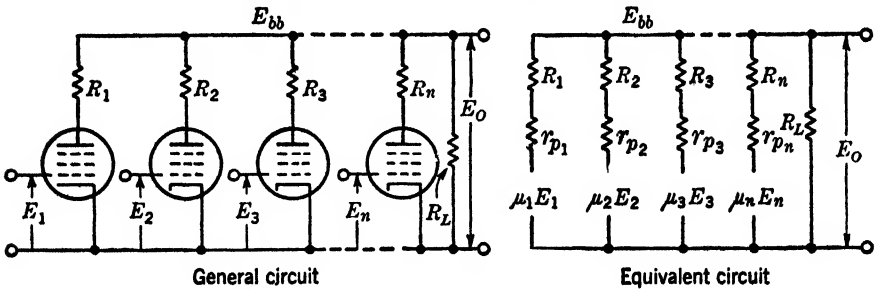 E_bb
R_1 R_2 R_3 R_n
E_O
E_1 E_2 E_3 E_n R_L
General circuit
E_bb
R_1 R_2 R_3 R_n
r_p1 r_p2 r_p3 r_pn R_L
E_O
μ_1E_1 μ_2E_2 μ_3E_3 μ_nE_n
Equivalent circuit